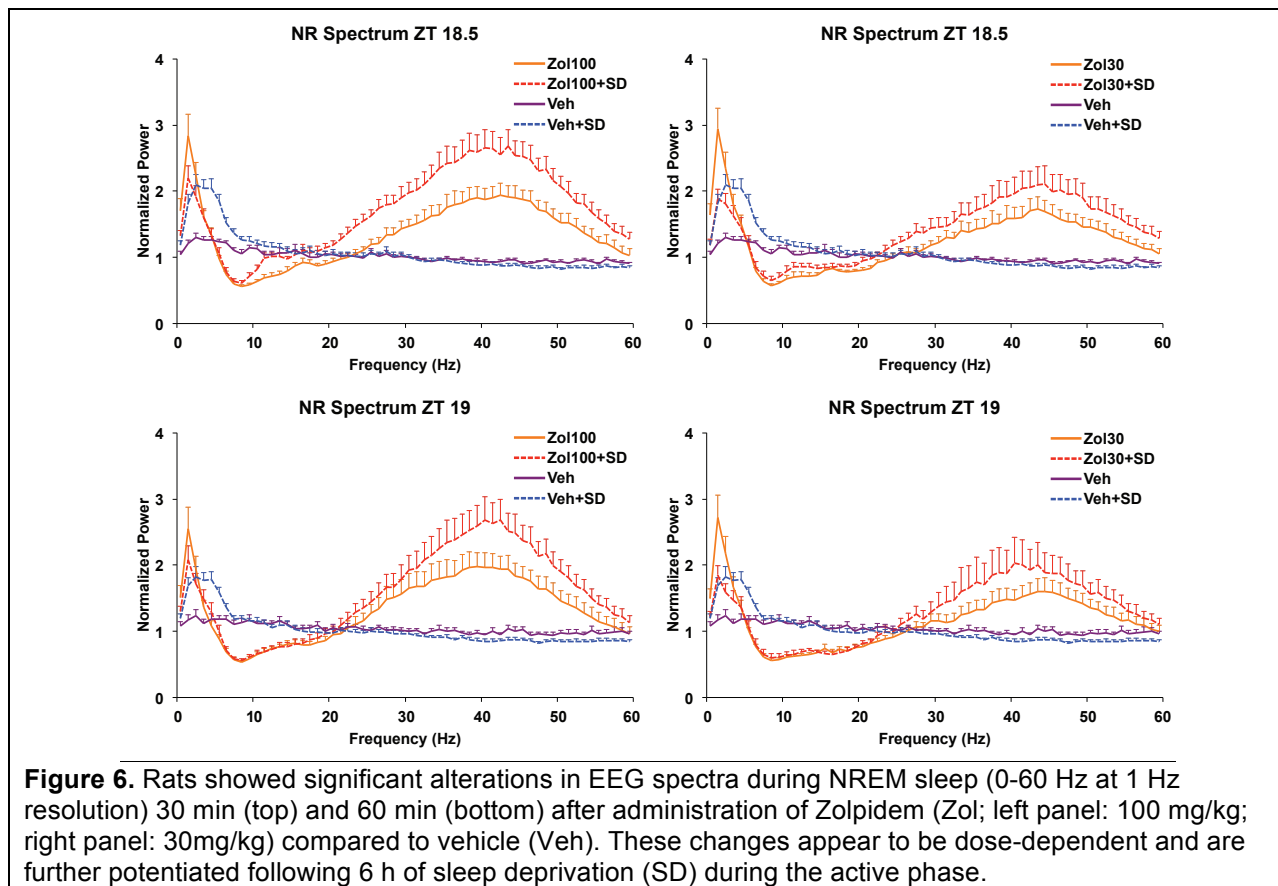 NR Spectrum ZT 18.5
4
3
2
1
0
Normalized Power
Zol100
Zol100+SD
Veh
Veh+SD
0 10 20 30 40 50 60
Frequency (Hz)
NR Spectrum ZT 18.5
4
3
2
1
0
Normalized Power
Zol30
Zol30+SD
Veh
Veh+SD
0 10 20 30 40 50 60
Frequency (Hz)
NR Spectrum ZT 19
4
3
2
1
0
Normalized Power
Zol100
Zol100+SD
Veh
Veh+SD
0 10 20 30 40 50 60
Frequency (Hz)
NR Spectrum ZT 19
4
3
2
1
0
Normalized Power
Zol30
Zol30+SD
Veh
Veh+SD
0 10 20 30 40 50 60
Frequency (Hz)
Figure 6. Rats showed significant alterations in EEG spectra during NREM sleep (0-60 Hz at 1 Hz
resolution) 30 min (top) and 60 min (bottom) after administration of Zolpidem (Zol; left panel: 100 mg/kg;
right panel: 30mg/kg) compared to vehicle (Veh). These changes appear to be dose-dependent and are
further potentiated following 6 h of sleep deprivation (SD) during the active phase.